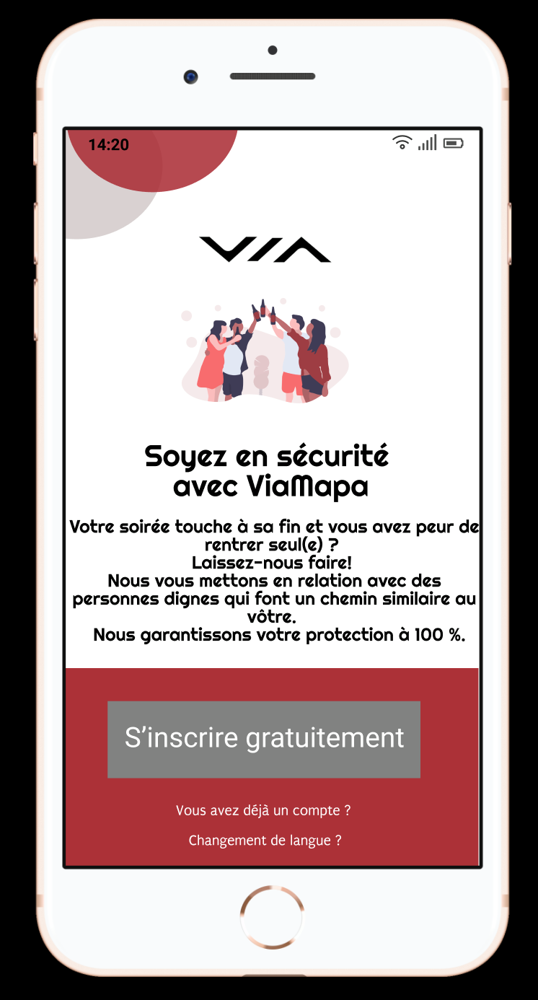 14:20
VIA
Soyez en sécurité
avec ViaMapa
Votre soirée touche à sa fin et vous avez peur de
rentrer seul(e) ?
Laissez-nous faire!
Nous vous mettons en relation avec des
personnes dignes qui font un chemin similaire au
vôtre.
Nous garantissons votre protection à 100 %.
S’inscrire gratuitement
Vous avez déjà un compte ?
Changement de langue ?